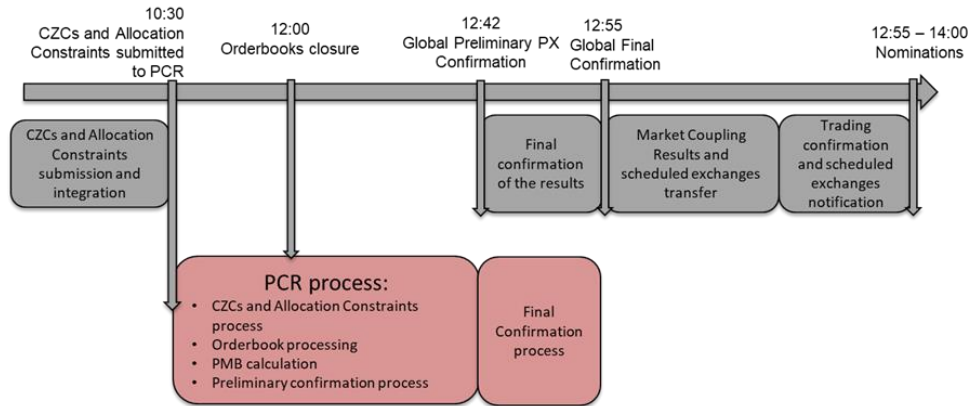 10:30
CZCs and Allocation
Constraints submitted
to PCR
12:00
Orderbooks closure
12:42
Global Preliminary PX
Confirmation
12:55
Global Final
Confirmation
12:55 – 14:00
Nominations
CZCs and Allocation
Constraints
submission and
integration
Final
confirmation
of the results
Market Coupling
Results and
scheduled exchanges
transfer
Trading
confirmation
and scheduled
exchanges
notification
PCR process:
• CZCs and Allocation Constraints
process
• Orderbook processing
• PMB calculation
• Preliminary confirmation process
Final
Confirmation
process